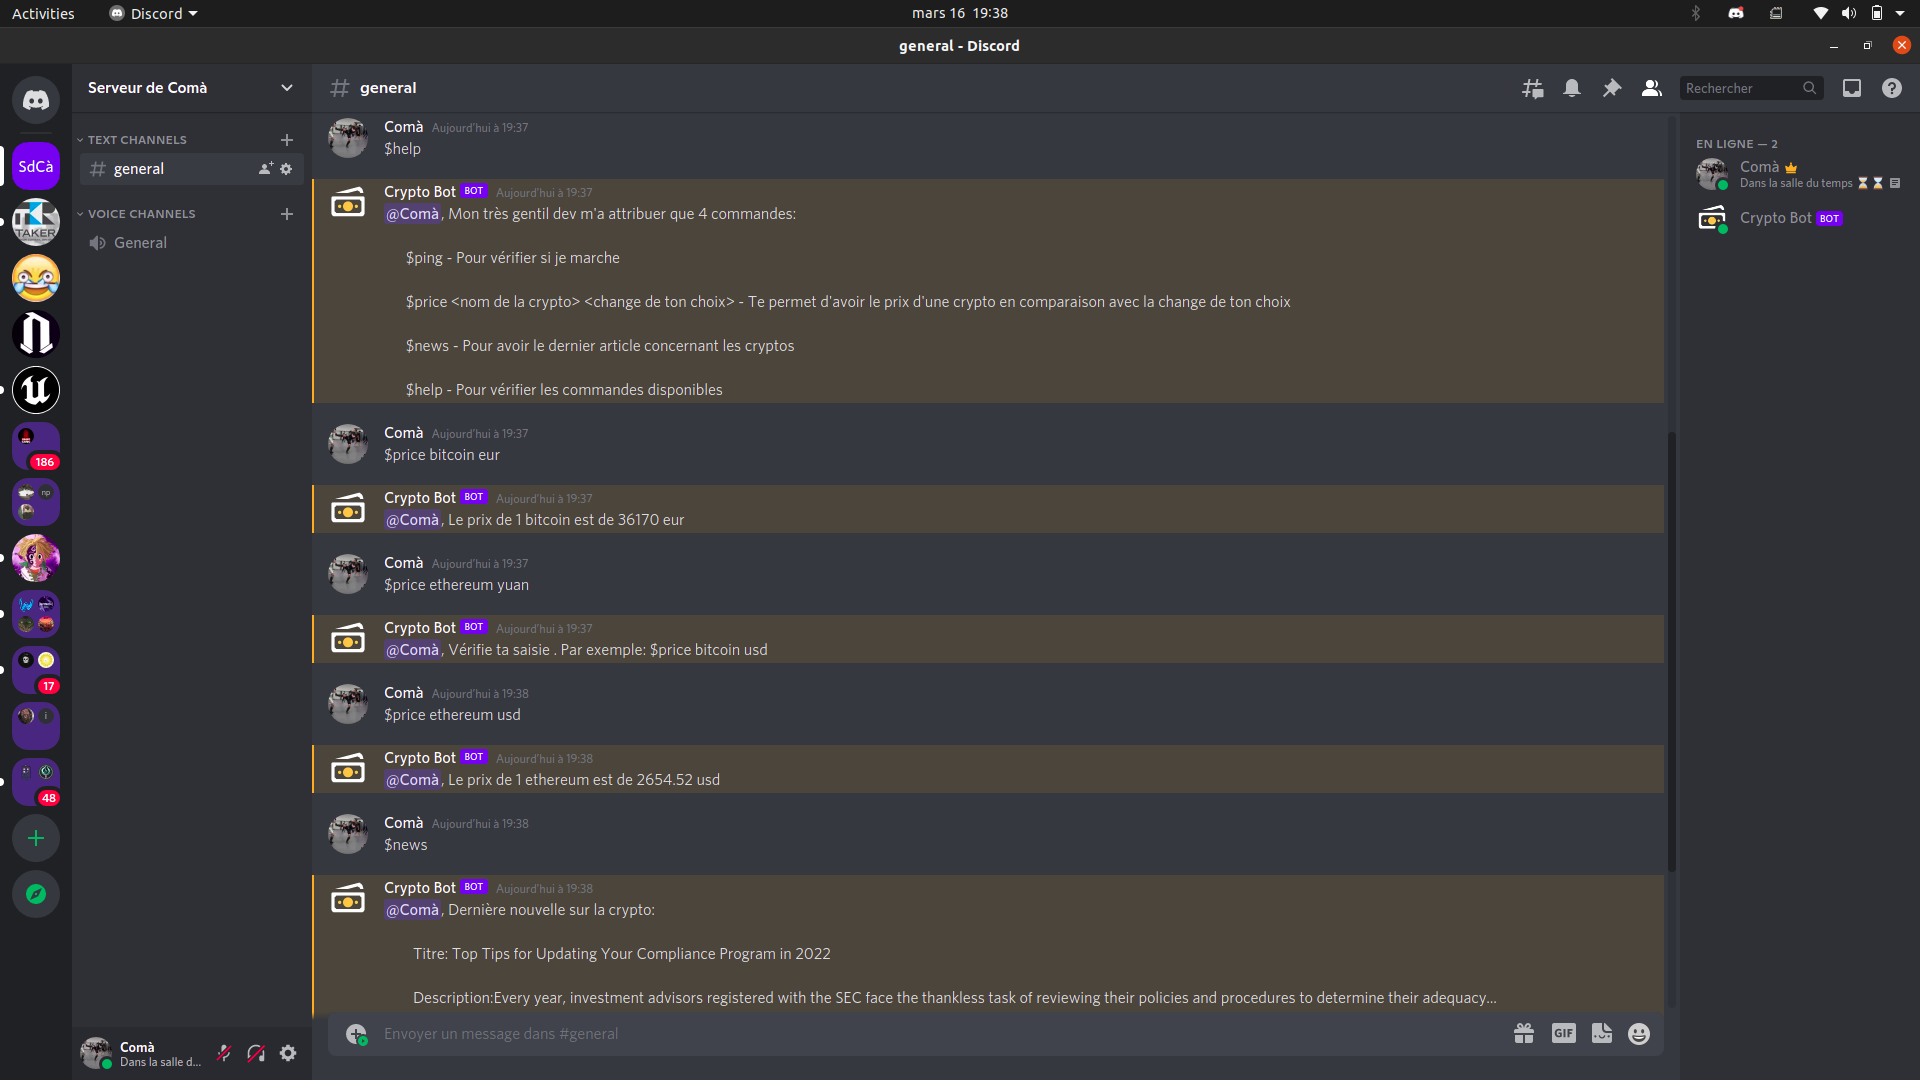 Activities
Discord
mars 16 19:38
general - Discord
Serveur de Comà
general
Rechercher
TEXT CHANNELS
general
VOICE CHANNELS
General
SdCà
TAKER
186
np
17
i
48
Comà Aujourd'hui à 19:37
$help
Crypto Bot BOT Aujourd'hui à 19:37
@Comà, Mon très gentil dev m'a attribuer que 4 commandes:
$ping - Pour vérifier si je marche
$price <nom de la crypto> <change de ton choix> - Te permet d'avoir le prix d'une crypto en comparaison avec la change de ton choix
$news - Pour avoir le dernier article concernant les cryptos
$help - Pour vérifier les commandes disponibles
Comà Aujourd'hui à 19:37
$price bitcoin eur
Crypto Bot BOT Aujourd'hui à 19:37
@Comà, Le prix de 1 bitcoin est de 36170 eur
Comà Aujourd'hui à 19:37
$price ethereum yuan
Crypto Bot BOT Aujourd'hui à 19:37
@Comà, Vérifie ta saisie . Par exemple: $price bitcoin usd
Comà Aujourd'hui à 19:38
$price ethereum usd
Crypto Bot BOT Aujourd'hui à 19:38
@Comà, Le prix de 1 ethereum est de 2654.52 usd
Comà Aujourd'hui à 19:38
$news
Crypto Bot BOT Aujourd'hui à 19:38
@Comà, Dernière nouvelle sur la crypto:
Titre: Top Tips for Updating Your Compliance Program in 2022
Description:Every year, investment advisors registered with the SEC face the thankless task of reviewing their policies and procedures to determine their adequacy...
Envoyer un message dans #general
GIF
EN LIGNE — 2
Comà
Dans la salle du temps
Crypto Bot BOT
Comà
Dans la salle d...